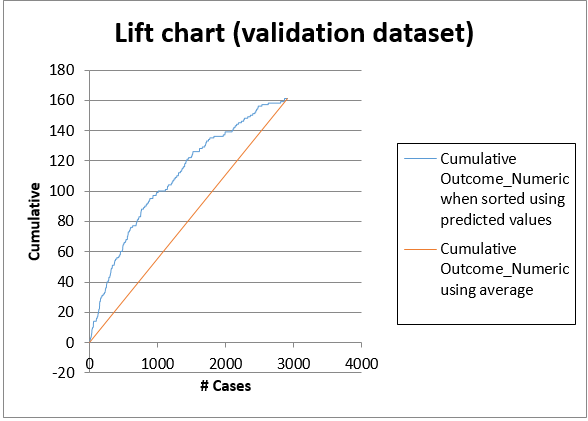 Lift chart (validation dataset)
180
160
140
120
100
80
60
40
20
0
-20
Cumulative
0 1000 2000 3000 4000
# Cases
Cumulative
Outcome_Numeric
when sorted using
predicted values
Cumulative
Outcome_Numeric
using average